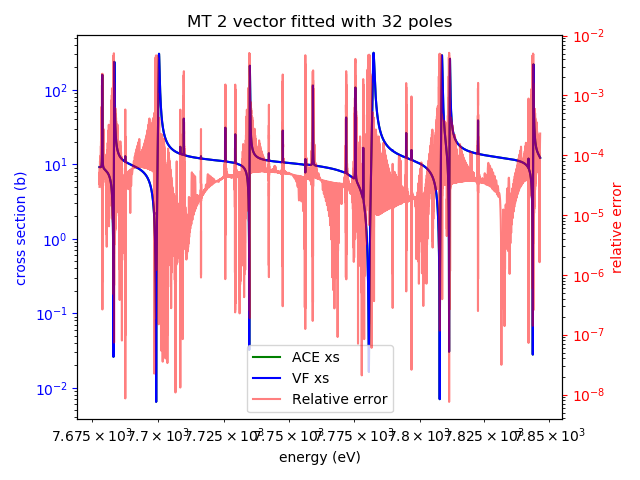 MT 2 vector fitted with 32 poles
cross section (b)
10²
10¹
10⁰
10⁻¹
10⁻²
10⁻²
10⁻³
10⁻⁴
10⁻⁵
10⁻⁶
10⁻⁷
10⁻⁸
relative error
ACE xs
VF xs
Relative error
7.675 × 10³ 7.7 × 10³ 7.725 × 10³ 7.75 × 10³ 7.775 × 10³ 7.8 × 10³ 7.825 × 10³ 7.85 × 10³
energy (eV)